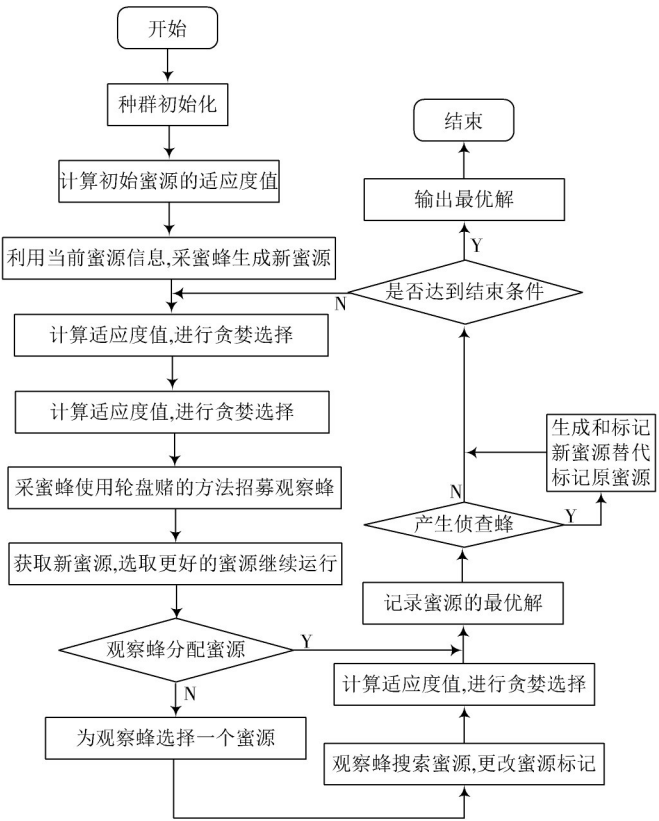 开始
种群初始化
计算初始蜜源的适应度值
利用当前蜜源信息,采蜜蜂生成新蜜源
计算适应度值,进行贪婪选择
计算适应度值,进行贪婪选择
采蜜蜂使用轮盘赌的方法招募观察蜂
获取新蜜源,选取更好的蜜源继续运行
观察蜂分配蜜源
Y
N
为观察蜂选择一个蜜源
观察蜂搜索蜜源,更改蜜源标记
计算适应度值,进行贪婪选择
记录蜜源的最优解
产生侦查蜂
Y
N
生成和标记
新蜜源替代
标记原蜜源
是否达到结束条件
N
Y
输出最优解
结束